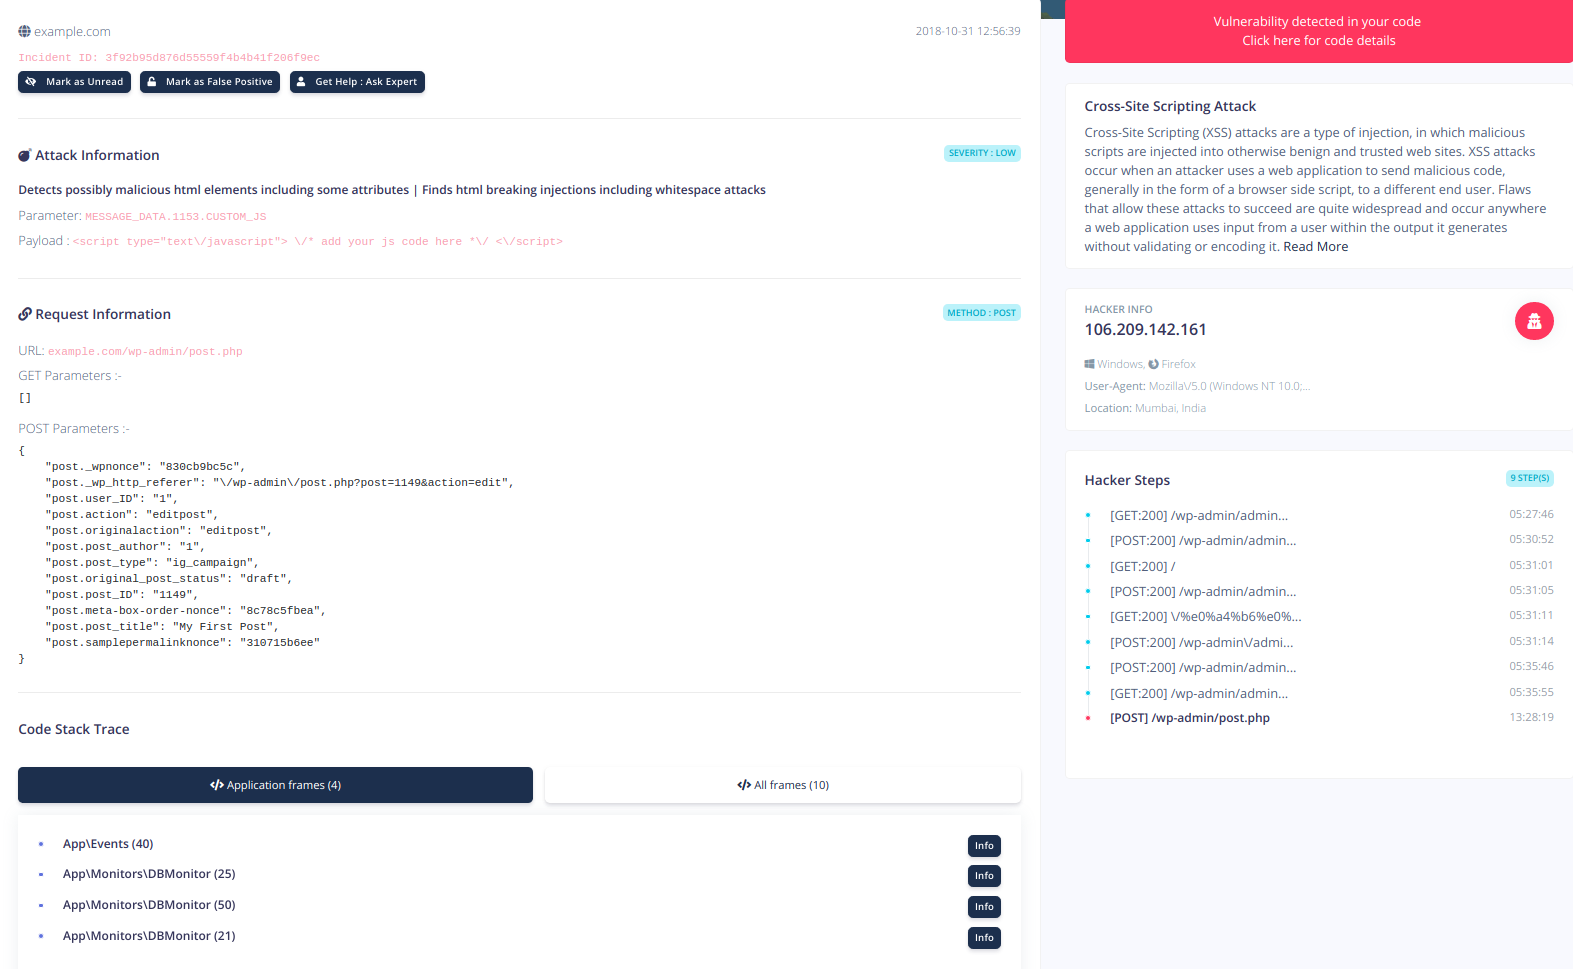 example.com
2018-10-31 12:56:39
Incident ID: 3f92b95d876d55559f4b4b41f206f9ec
Mark as Unread
Mark as False Positive
Get Help : Ask Expert
Attack Information
SEVERITY : LOW
Detects possibly malicious html elements including some attributes | Finds html breaking injections including whitespace attacks
Parameter: MESSAGE_DATA.1153.CUSTOM_JS
Payload : <script type="text\/javascript"> \/* add your js code here *\/ <\/script>
Request Information
METHOD : POST
URL: example.com/wp-admin/post.php
GET Parameters :-
[]
POST Parameters :-
{
"post._wpnonce": "830cb9bc5c",
"post._wp_http_referer": "\/wp-admin\/post.php?post=1149&action=edit",
"post.user_ID": "1",
"post.action": "editpost",
"post.originalaction": "editpost",
"post.post_author": "1",
"post.post_type": "ig_campaign",
"post.original_post_status": "draft",
"post.post_ID": "1149",
"post.meta-box-order-nonce": "8c78c5fbea",
"post.post_title": "My First Post",
"post.samplepermalinknonce": "310715b6ee"
}
Code Stack Trace
Application frames (4)
All frames (10)
App\Events (40)
Info
App\Monitors\DBMonitor (25)
Info
App\Monitors\DBMonitor (50)
Info
App\Monitors\DBMonitor (21)
Info
Vulnerability detected in your code
Click here for code details
Cross-Site Scripting Attack
Cross-Site Scripting (XSS) attacks are a type of injection, in which malicious
scripts are injected into otherwise benign and trusted web sites. XSS attacks
occur when an attacker uses a web application to send malicious code,
generally in the form of a browser side script, to a different end user. Flaws
that allow these attacks to succeed are quite widespread and occur anywhere
a web application uses input from a user within the output it generates
without validating or encoding it. Read More
HACKER INFO
106.209.142.161
Windows, Firefox
User-Agent: Mozilla\/5.0 (Windows NT 10.0;...
Location: Mumbai, India
Hacker Steps
9 STEP(S)
[GET:200] /wp-admin/admin... 05:27:46
[POST:200] /wp-admin/admin... 05:30:52
[GET:200] / 05:31:01
[POST:200] /wp-admin/admin... 05:31:05
[GET:200] \/%e0%a4%b6%e0%... 05:31:11
[POST:200] /wp-admin\/admi... 05:31:14
[POST:200] /wp-admin/admin... 05:35:46
[GET:200] /wp-admin/admin... 05:35:55
[POST] /wp-admin/post.php 13:28:19